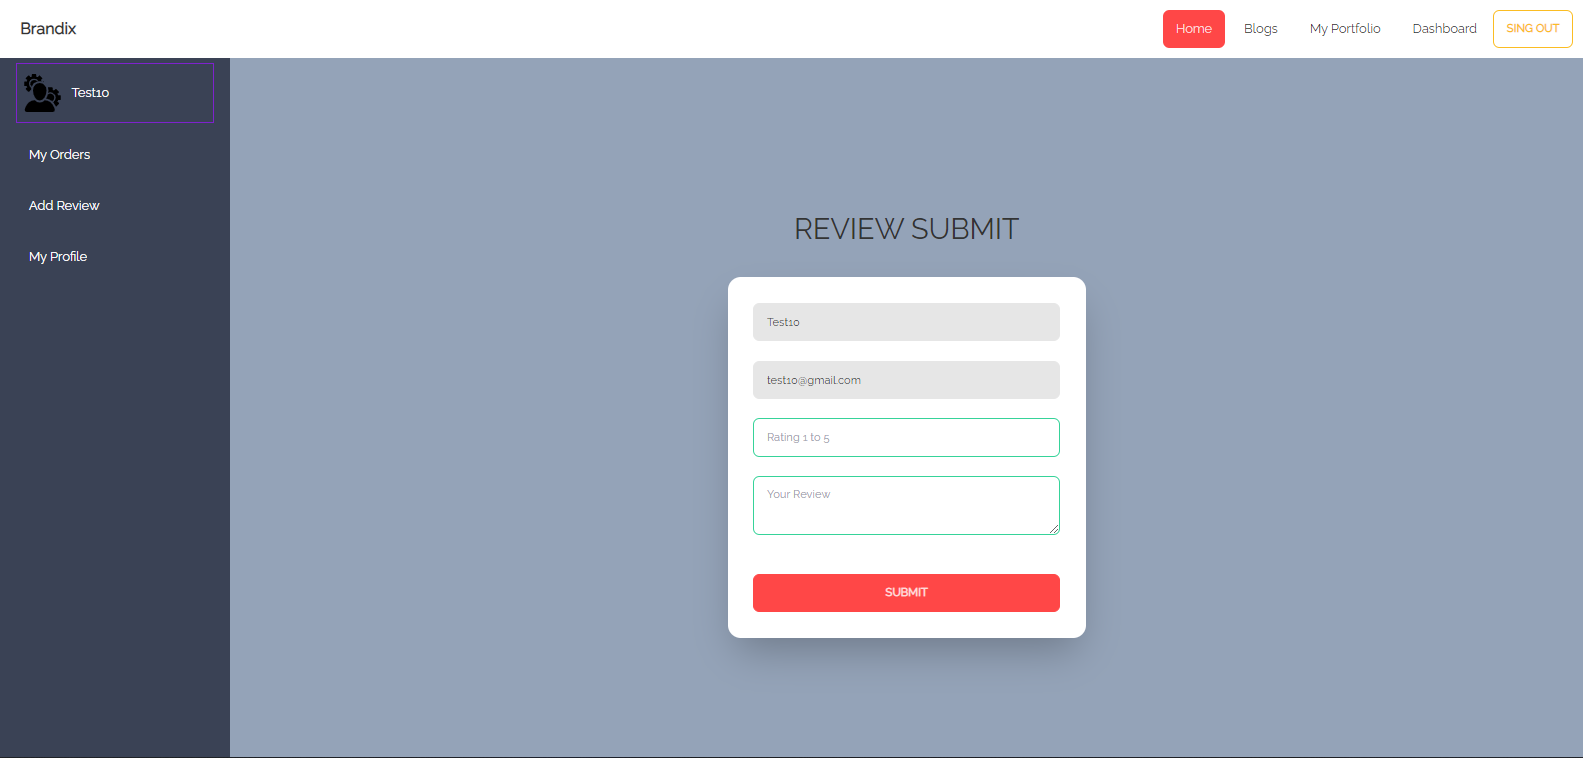 Brandix
Home
Blogs
My Portfolio
Dashboard
SING OUT
Test10
My Orders
Add Review
My Profile
REVIEW SUBMIT
Test10
test10@gmail.com
Rating 1 to 5
Your Review
SUBMIT